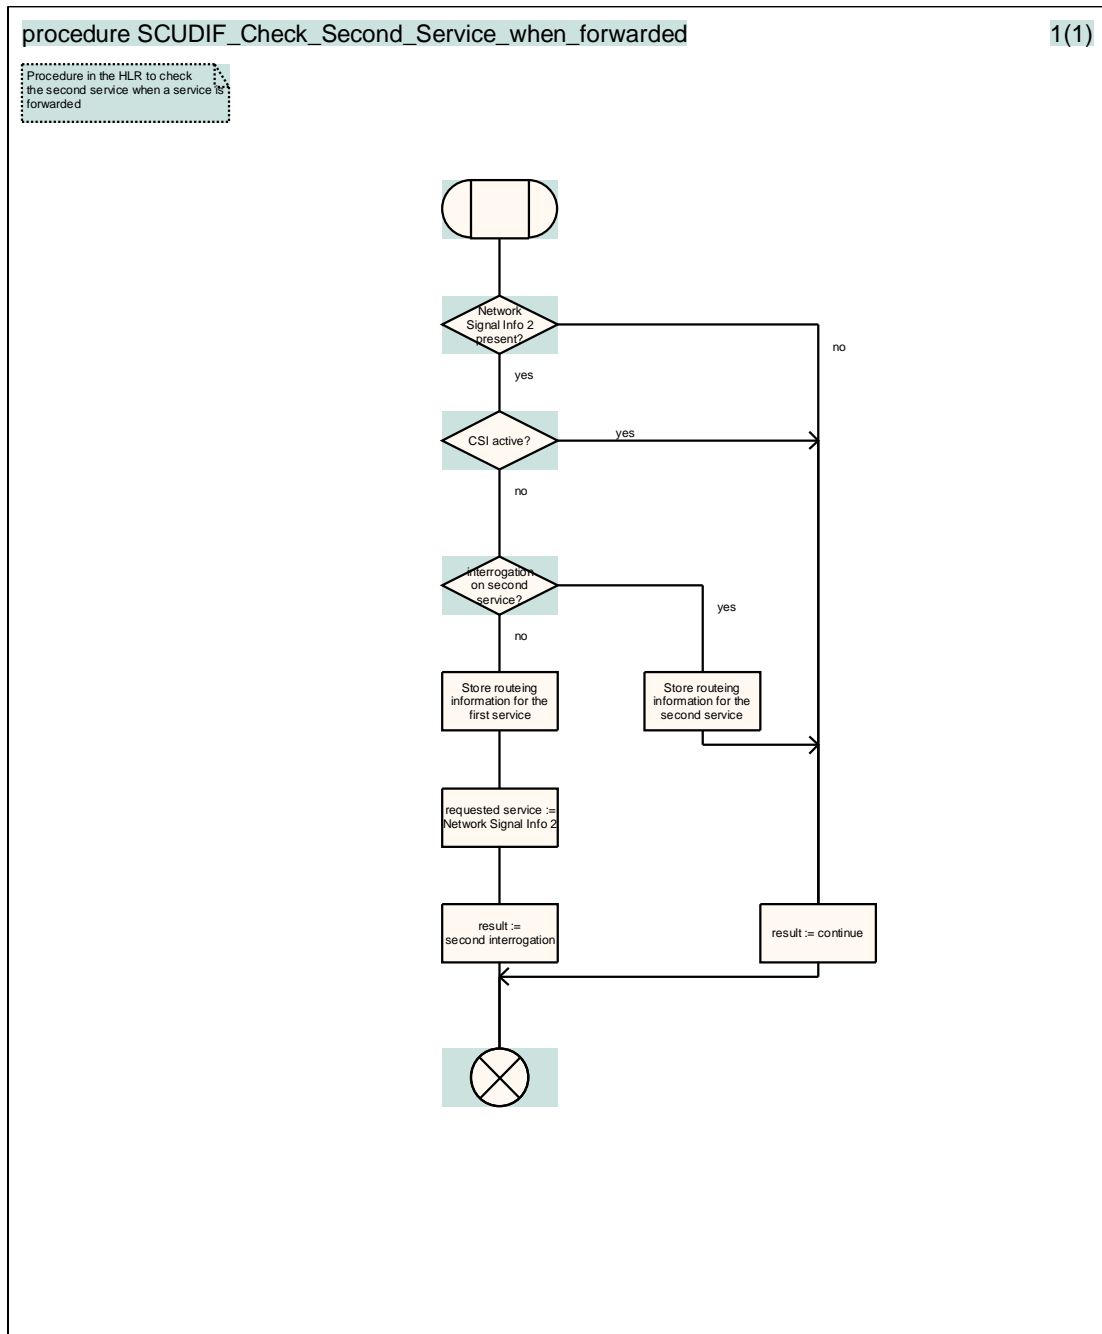 procedure SCUDIF_Check_Second_Service_when_forwarded
1(1)
Procedure in the HLR to check
the second service when a service is
forwarded
Network
Signal Info 2
present?
no
yes
CSI active?
yes
no
interrogation
on second
service?
yes
no
Store routeing
information for the
first service
Store routeing
information for the
second service
requested service :=
Network Signal Info 2
result :=
second interrogation
result := continue